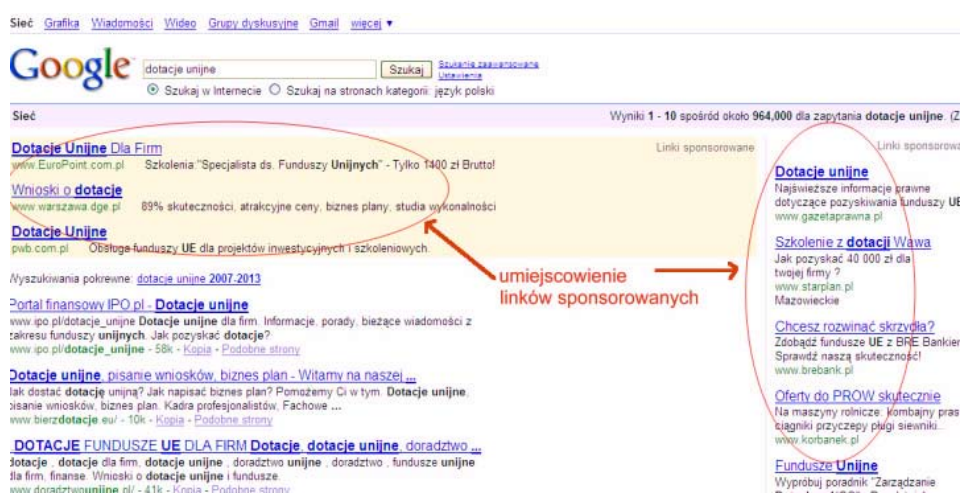 Sieć Grafika Wiadomości Wideo Grupy dyskusyjne Gmail więcej ▼
Google
dotacje unijne
Szukaj
Szukanie zaawansowane
Ustawienia
Szukaj w Internecie Szukaj na stronach kategorii: język polski
Sieć
Wyniki 1 - 10 spośród około 964,000 dla zapytania dotacje unijne. (Z
Dotacje Unijne Dla Firm
www.EuroPoint.com.pl Szkolenia:"Specjalista ds. Funduszy Unijnych" - Tylko 1400 zł Brutto!
Linki sponsorowane
Wnioski o dotacje
www.warszawa.dge.pl 89% skuteczności, atrakcyjne ceny, biznes plany, studia wykonalności
Dotacje Unijne
pwb.com.pl Obsługa funduszy UE dla projektów inwestycyjnych i szkoleniowych.
Wyszukiwania pokrewne: dotacje unijne 2007-2013
umiejscowienie
linków sponsorowanych
Portal finansowy IPO.pl - Dotacje unijne
www.ipo.pl/dotacje_unijne Dotacje unijne dla firm. Informacje, porady, bieżące wiadomości z
zakresu funduszy unijnych. Jak pozyskać dotacje?
www.ipo.pl/dotacje_unijne - 58k - Kopia - Podobne strony
Dotacje unijne, pisanie wniosków, biznes plan - Witamy na naszej ...
Jak dostać dotację unijną? Jak napisać biznes plan? Pomożemy Ci w tym. Dotacje unijne,
pisanie wniosków, biznes plan. Kadra profesjonalistów, Fachowe ...
www.bierzdotacje.eu/ - 10k - Kopia - Podobne strony
DOTACJE FUNDUSZE UE DLA FIRM Dotacje, dotacje unijne, doradztwo ...
dotacje , dotacje dla firm, dotacje unijne , doradztwo unijne , doradztwo , fundusze unijne
dla firm, finanse. Wnioski o dotacje unijne i fundusze.
www.doradztwounijne.pl/ - 41k - Kopia - Podobne strony
Linki sponsorowa
Dotacje unijne
Najświeższe informacje prawne
dotyczące pozyskiwania funduszy UE
www.gazetaprawna.pl
Szkolenie z dotacji Wawa
Jak pozyskać 40 000 zł dla
twojej firmy ?
www.starplan.pl
Mazowieckie
Chcesz rozwinąć skrzydła?
Zdobądź fundusze UE z BRE Bankiem
Sprawdź naszą skuteczność!
www.brebank.pl
Oferty do PROW skutecznie
Na maszyny rolnicze: kombajny pras
ciągniki przyczepy pługi siewniki..
www.korbanek.pl
Fundusze Unijne
Wypróbuj poradnik "Zarządzanie